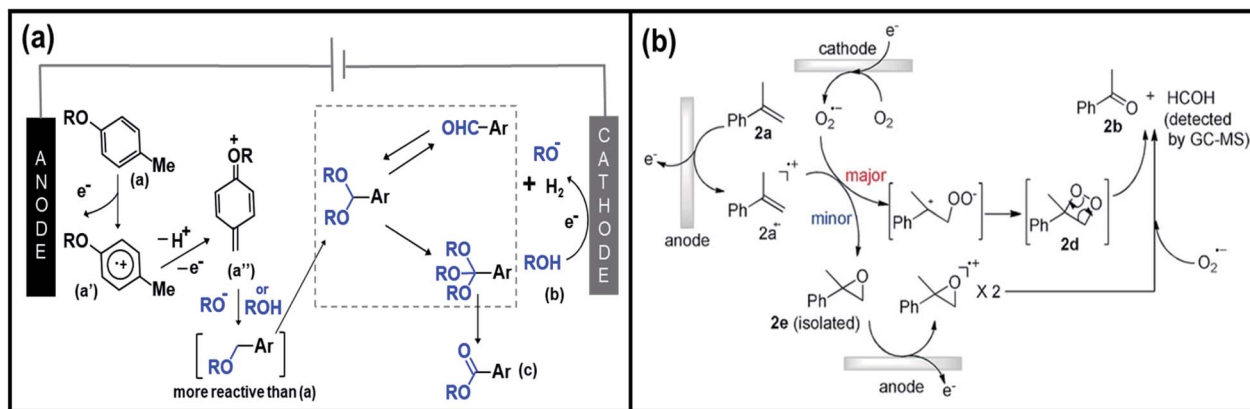 (a)
ANODE
RO
Me
(a)
e⁻
RO
·+
Me
(a')
−H⁺
−e⁻
+
OR
(a'')
RO⁻ or ROH
RO
Ar
more reactive than (a)
OHC−Ar
RO
Ar
RO
RO
RO
Ar
RO
O
Ar (c)
RO
RO⁻
+ H₂
e⁻
ROH
(b)
CATHODE
(b)
cathode
e⁻
O₂·⁻
O₂
Ph
2a
e⁻
anode
Ph
·+
2a
major
minor
Ph
+
OO⁻
Ph
O
O
2d
Ph
O
2b
+ HCOH
(detected
by GC-MS)
O₂·⁻
Ph
O
2e (isolated)
Ph
O
·+
X 2
anode
e⁻